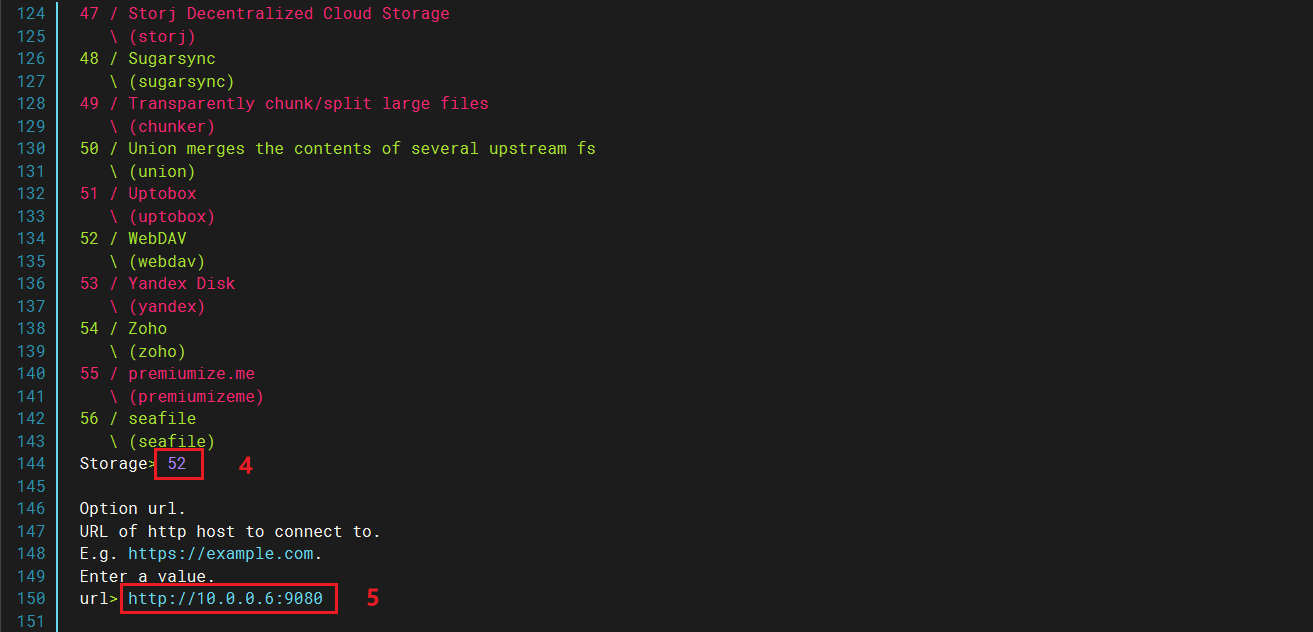 124 47 / Storj Decentralized Cloud Storage
125 \ (storj)
126 48 / Sugarsync
127 \ (sugarsync)
128 49 / Transparently chunk/split large files
129 \ (chunker)
130 50 / Union merges the contents of several upstream fs
131 \ (union)
132 51 / Uptobox
133 \ (uptobox)
134 52 / WebDAV
135 \ (webdav)
136 53 / Yandex Disk
137 \ (yandex)
138 54 / Zoho
139 \ (zoho)
140 55 / premiumize.me
141 \ (premiumizeme)
142 56 / seafile
143 \ (seafile)
144 Storage> 52 4
145
146 Option url.
147 URL of http host to connect to.
148 E.g. https://example.com.
149 Enter a value.
150 url> http://10.0.0.6:9080 5
151